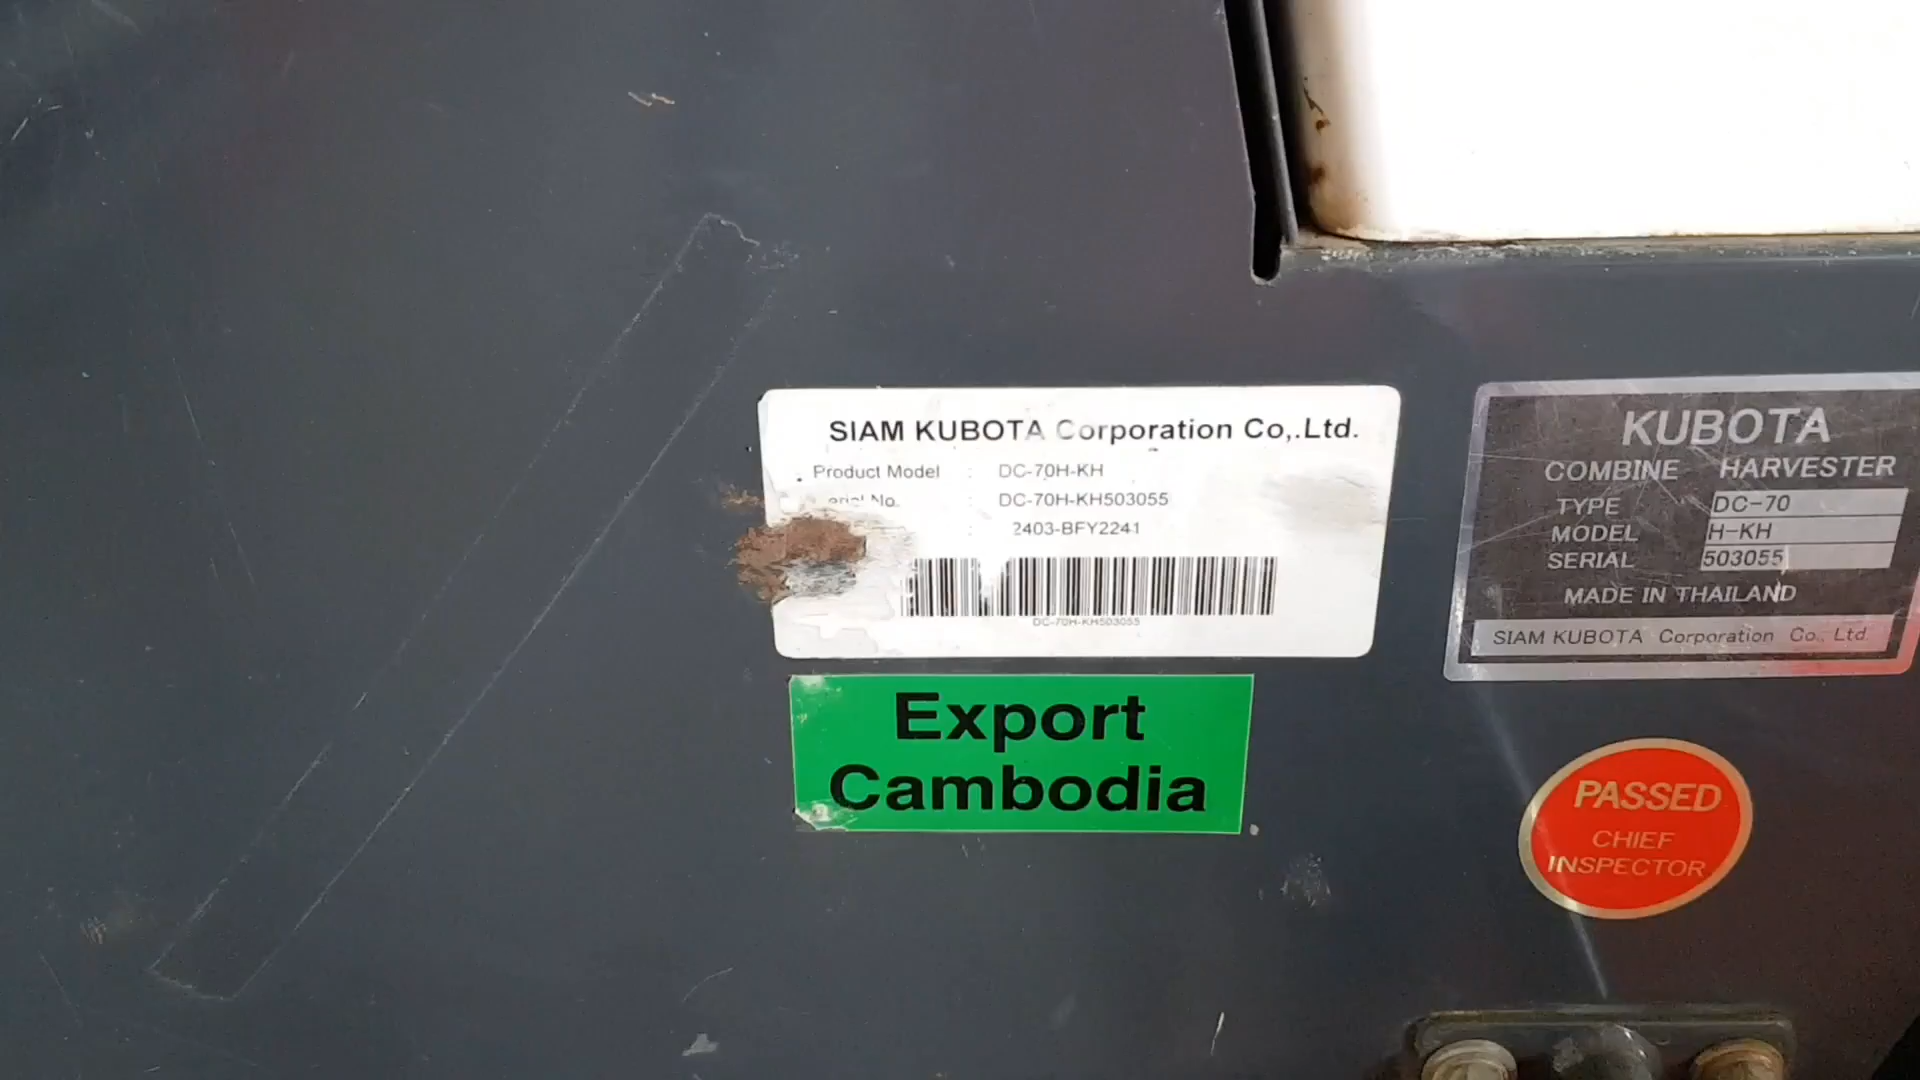 SIAM KUBOTA Corporation Co,.Ltd.
Product Model : DC-70H-KH
No. : DC-70H-KH503055
: 2403-BFY2241
DC-70H-KH503055
Export
Cambodia
KUBOTA
COMBINE HARVESTER
TYPE DC-70
MODEL H-KH
SERIAL 503055
MADE IN THAILAND
SIAM KUBOTA Corporation Co., Ltd.
PASSED
CHIEF
INSPECTOR